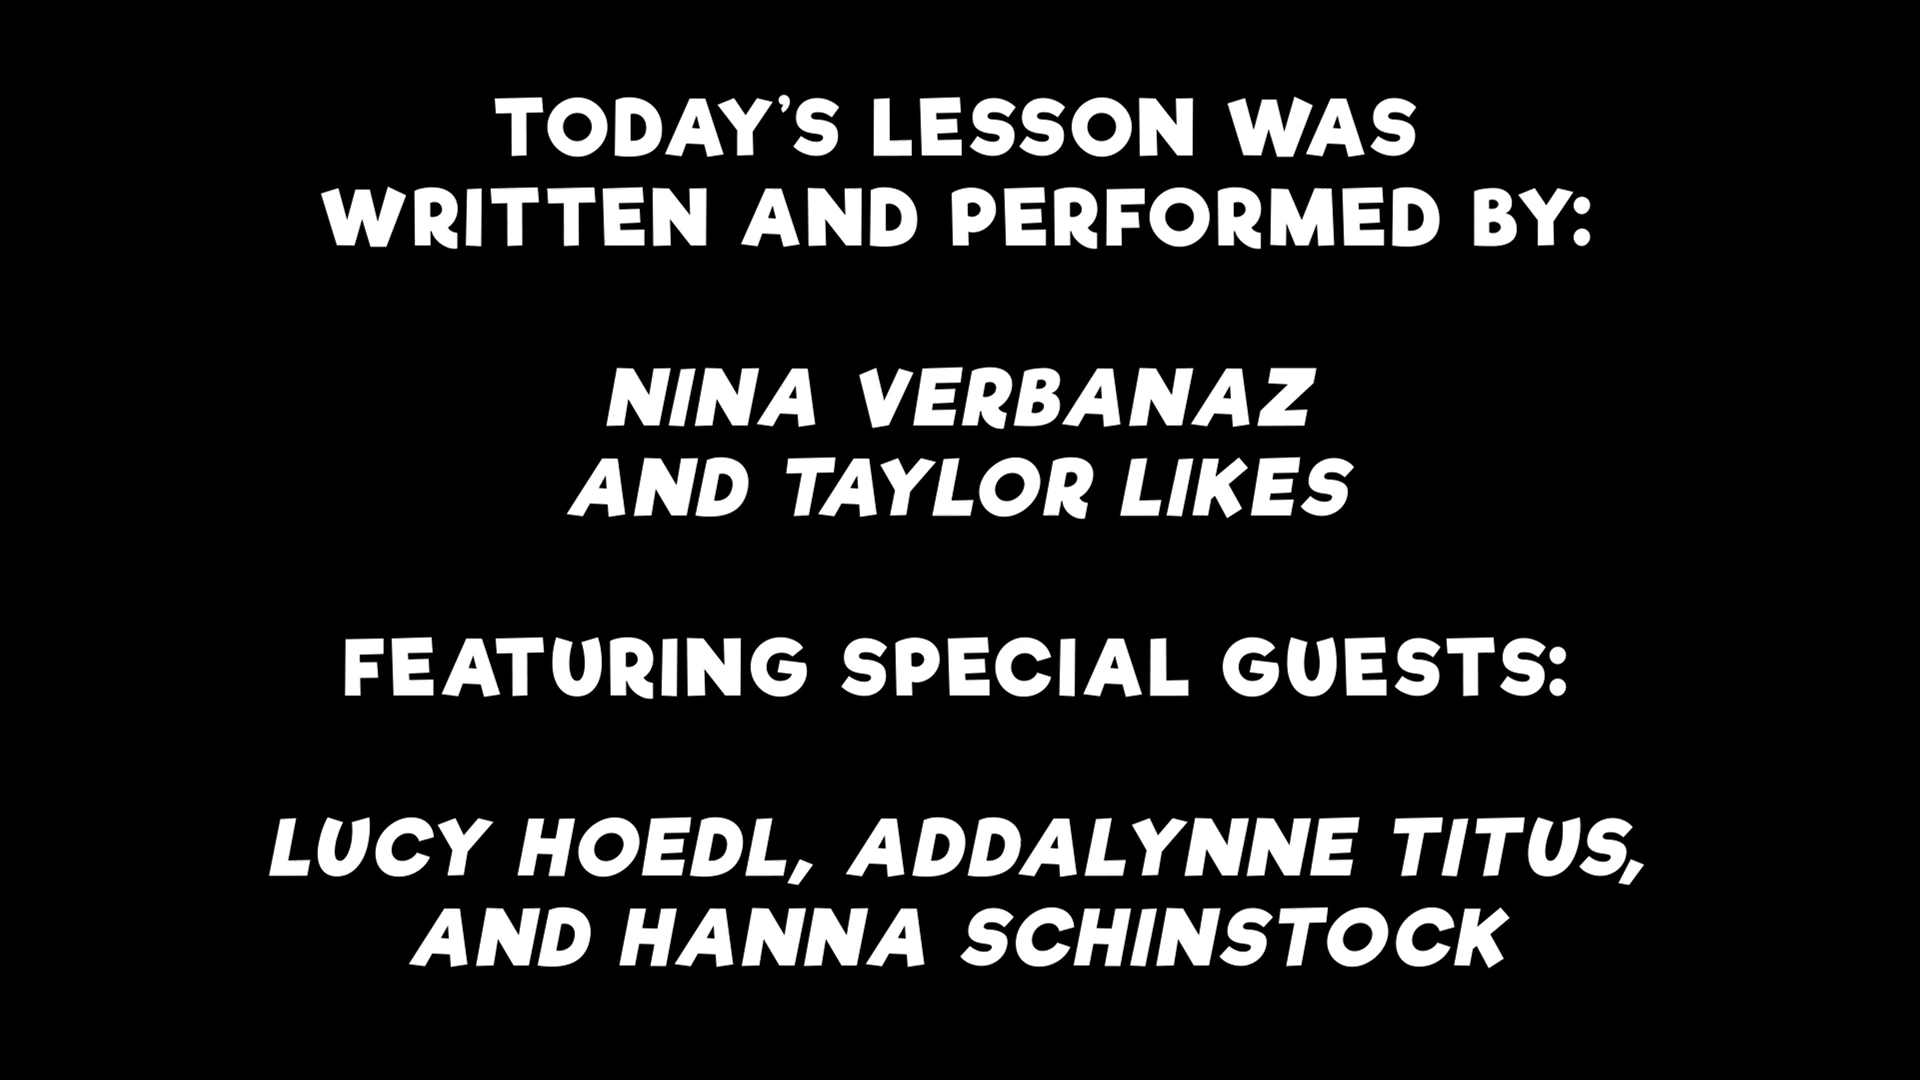 TODAY’S LESSON WAS
WRITTEN AND PERFORMED BY:
NINA VERBANAZ
AND TAYLOR LIKES
FEATURING SPECIAL GUESTS:
LUCY HOEDL, ADDALYNNE TITUS,
AND HANNA SCHINSTOCK